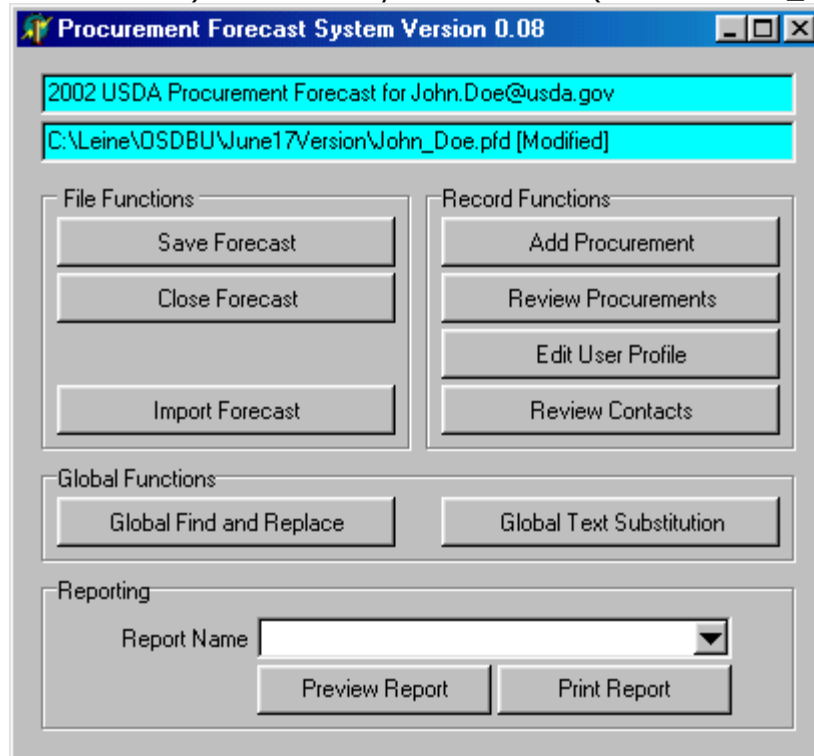 Procurement Forecast System Version 0.08
2002 USDA Procurement Forecast for John.Doe@usda.gov
C:\Leine\OSDBU\June17Version\John_Doe.pfd [Modified]
File Functions
Save Forecast
Close Forecast
Import Forecast
Record Functions
Add Procurement
Review Procurements
Edit User Profile
Review Contacts
Global Functions
Global Find and Replace
Global Text Substitution
Reporting
Report Name
Preview Report
Print Report